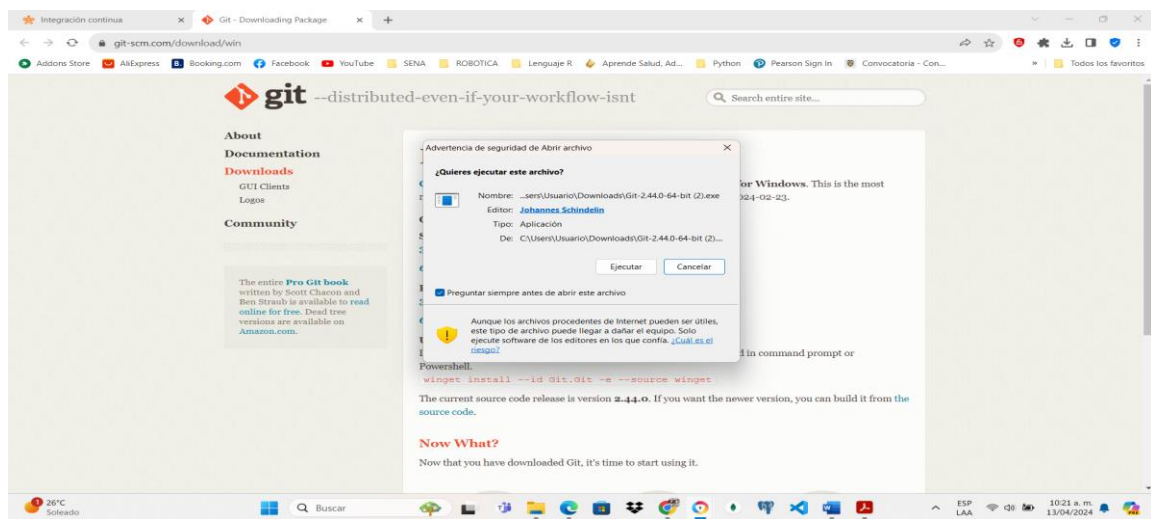 Integración continua
Git - Downloading Package
git-scm.com/download/win
Addons Store AliExpress Booking.com Facebook YouTube SENA ROBOTICA Lenguaje R Aprende Salud, Ad... Python Pearson Sign In Convocatoria - Con... » Todos los favoritos
git --distributed-even-if-your-workflow-isnt
Search entire site...
About
Documentation
Downloads
GUI Clients
Logos
Community
The entire Pro Git book
written by Scott Chacon and
Ben Straub is available to read
online for free. Dead tree
versions are available on
Amazon.com.
Advertencia de seguridad de Abrir archivo
¿Quieres ejecutar este archivo?
Nombre: ...sers\Usuario\Downloads\Git-2.44.0-64-bit (2).exe
Editor: Johannes Schindelin
Tipo: Aplicación
De: C:\Users\Usuario\Downloads\Git-2.44.0-64-bit (2)....
Ejecutar Cancelar
Preguntar siempre antes de abrir este archivo
Aunque los archivos procedentes de Internet pueden ser útiles,
este tipo de archivo puede llegar a dañar el equipo. Solo
ejecute software de los editores en los que confía. ¿Cuál es el
riesgo?
for Windows. This is the most
024-02-23.
d in command prompt or
Powershell.
winget install --id Git.Git -e --source winget
The current source code release is version 2.44.0. If you want the newer version, you can build it from the
source code.
Now What?
Now that you have downloaded Git, it's time to start using it.
1
26°C
Soleado
Buscar
ESP
LAA
10:21 a. m.
13/04/2024